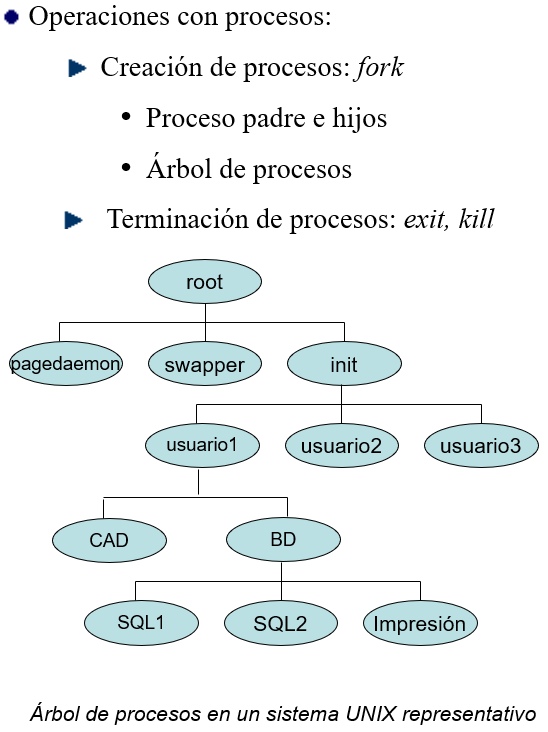 Operaciones con procesos:
Creación de procesos: fork
• Proceso padre e hijos
• Árbol de procesos
Terminación de procesos: exit, kill
root
pagedaemon swapper init
usuario1 usuario2 usuario3
CAD BD
SQL1 SQL2 Impresión
Árbol de procesos en un sistema UNIX representativo